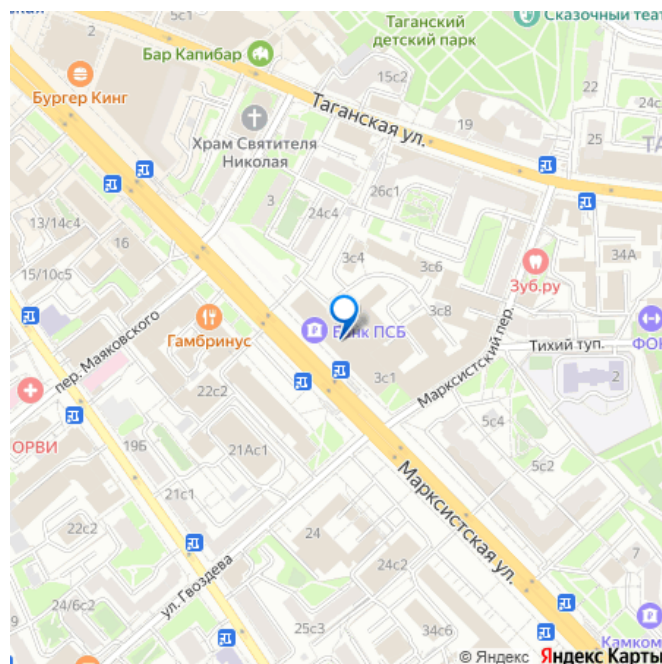 5с1
Таганский
детский парк
Сказочный теат
2
Бар Капибар
15с2
22
Бургер Кинг
24с
Таганская ул.
19
25
Храм Святителя
Николая
ТА
26с1
3
24с4
13/14с4
16
3с4
3с6
34А
15/10с5
Зуб.ру
3с8
пер. Маяковского
Гамбринус
Банк ПСБ
Марксистский пер.
Тихий туп.
ФОК
2
22с2
3с1
ОРВИ
19Б
21Ас1
5с4
5с2
21с1
Марксистская ул.
22с2
24
7
ул. Гвоздева
24с2
24/6с2
25с3
34с6
Камком
© Яндекс Яндекс Карты